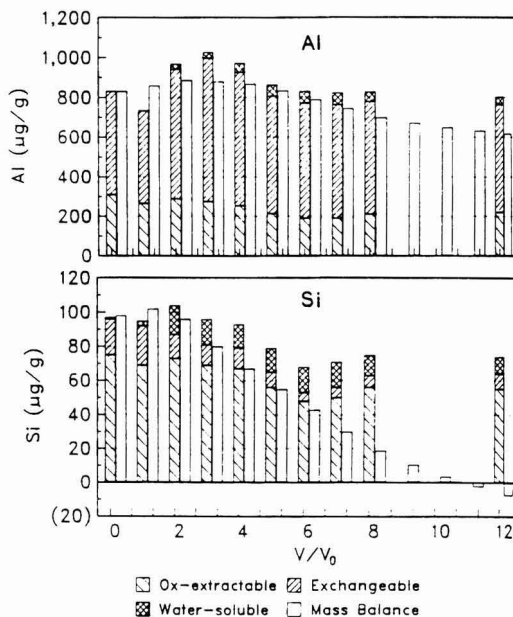 1,200
1,000
800
600
400
200
0
Al (μg/g)
Al
120
100
80
60
40
20
0
(20)
Si (μg/g)
Si
0 2 4 6 8 10 12
V/V₀
Ox-extractable Exchangeable
Water-soluble Mass Balance